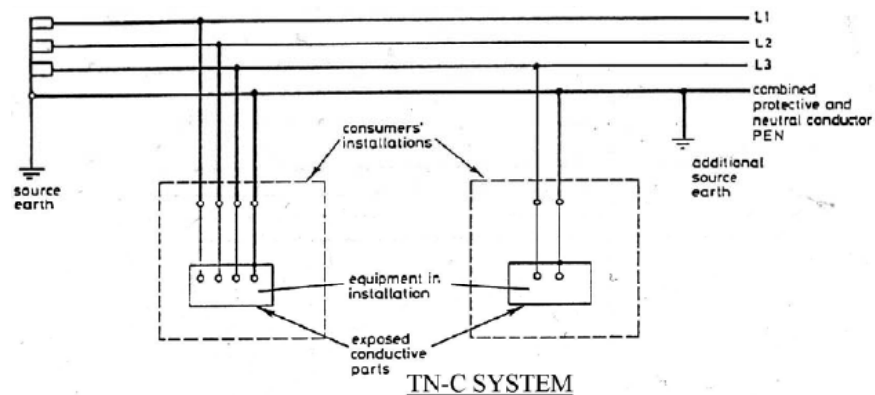 L1
L2
L3
combined
protective and
neutral conductor
PEN
consumers'
installations
source
earth
additional
source
earth
equipment in
installation
exposed
conductive
parts
TN-C SYSTEM